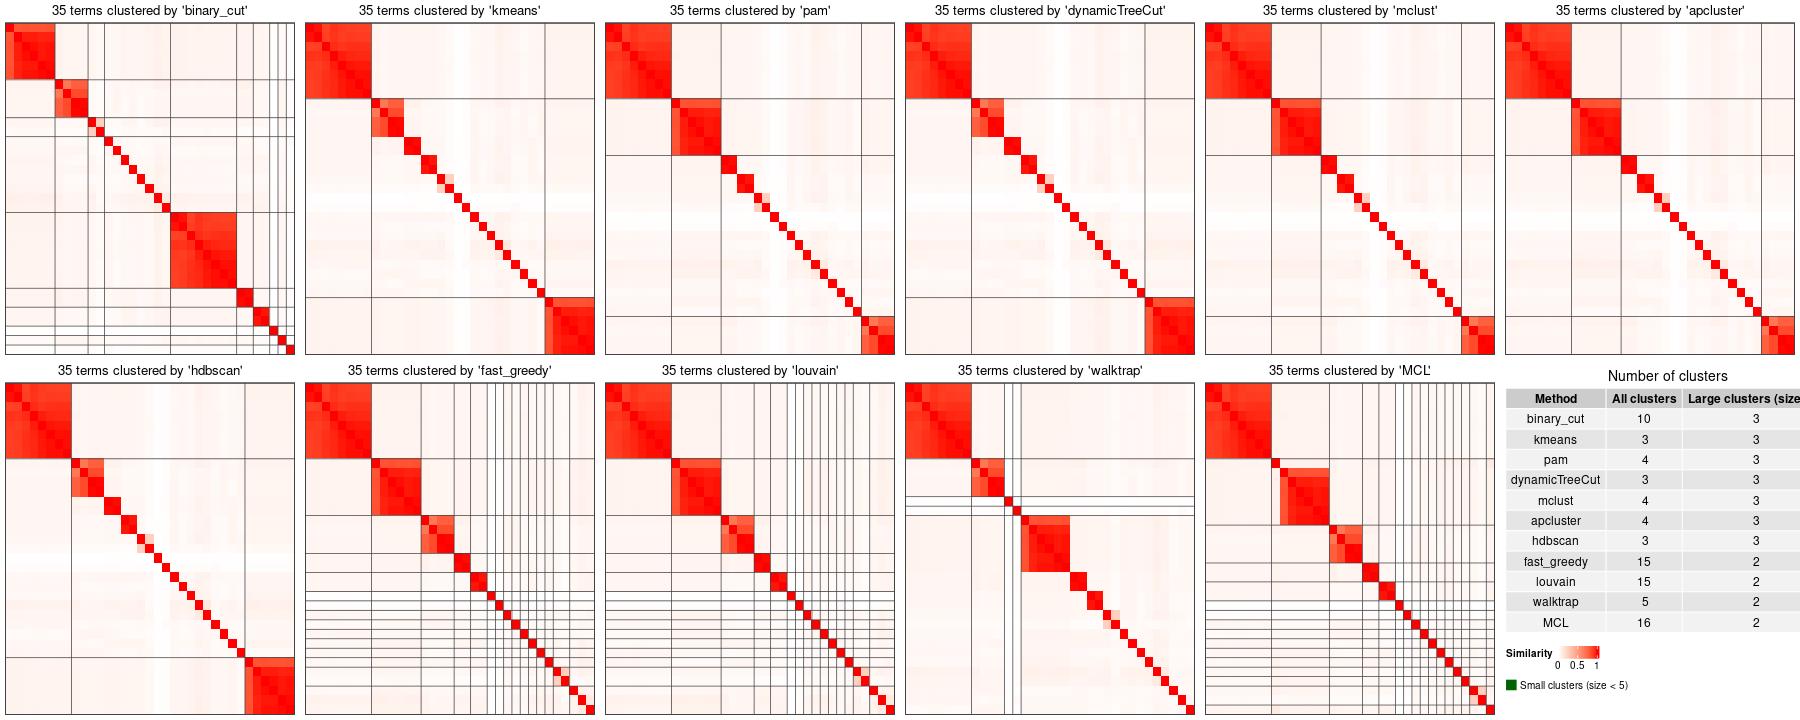 35 terms clustered by 'binary_cut'
35 terms clustered by 'kmeans'
35 terms clustered by 'pam'
35 terms clustered by 'dynamicTreeCut'
35 terms clustered by 'mclust'
35 terms clustered by 'apcluster'
35 terms clustered by 'hdbscan'
35 terms clustered by 'fast_greedy'
35 terms clustered by 'louvain'
35 terms clustered by 'walktrap'
35 terms clustered by 'MCL'
Number of clusters
Method All clusters Large clusters (size
binary_cut 10 3
kmeans 3 3
pam 4 3
dynamicTreeCut 3 3
mclust 4 3
apcluster 4 3
hdbscan 3 3
fast_greedy 15 2
louvain 15 2
walktrap 5 2
MCL 16 2
Similarity
0 0.5 1
Small clusters (size < 5)